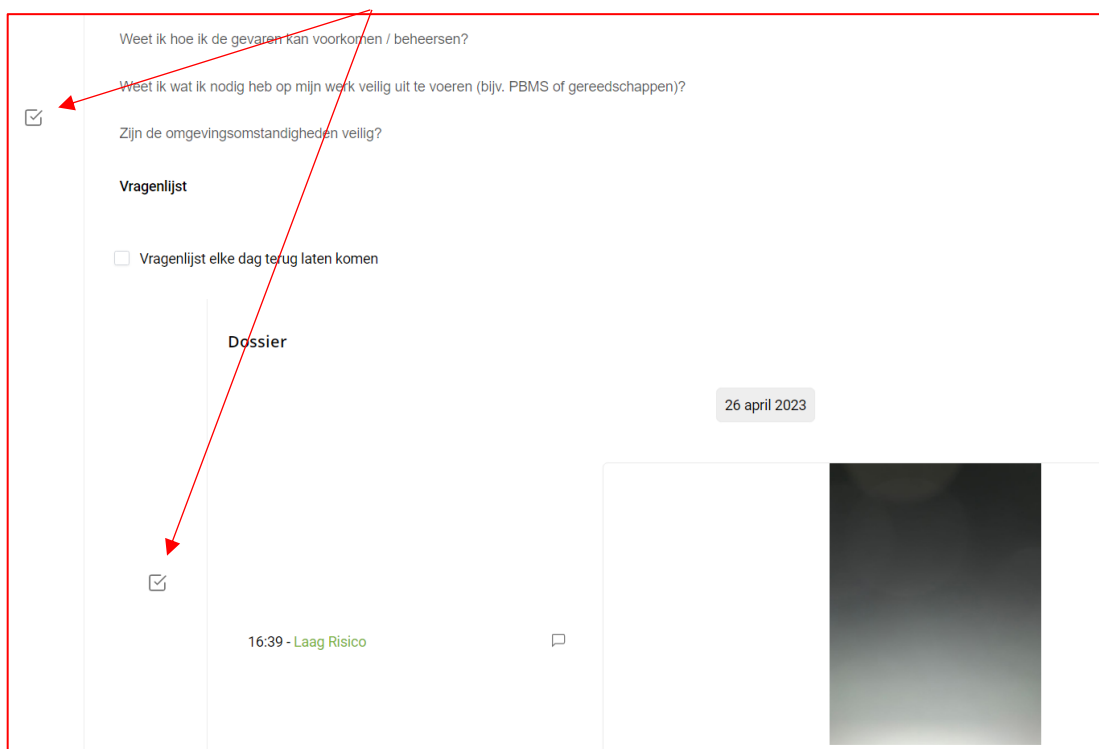 Weet ik hoe ik de gevaren kan voorkomen / beheersen?
Weet ik wat ik nodig heb op mijn werk veilig uit te voeren (bijv. PBMS of gereedschappen)?
Zijn de omgevingsomstandigheden veilig?
Vragenlijst
Vragenlijst elke dag terug laten komen
Dossier
26 april 2023
16:39 - Laag Risico